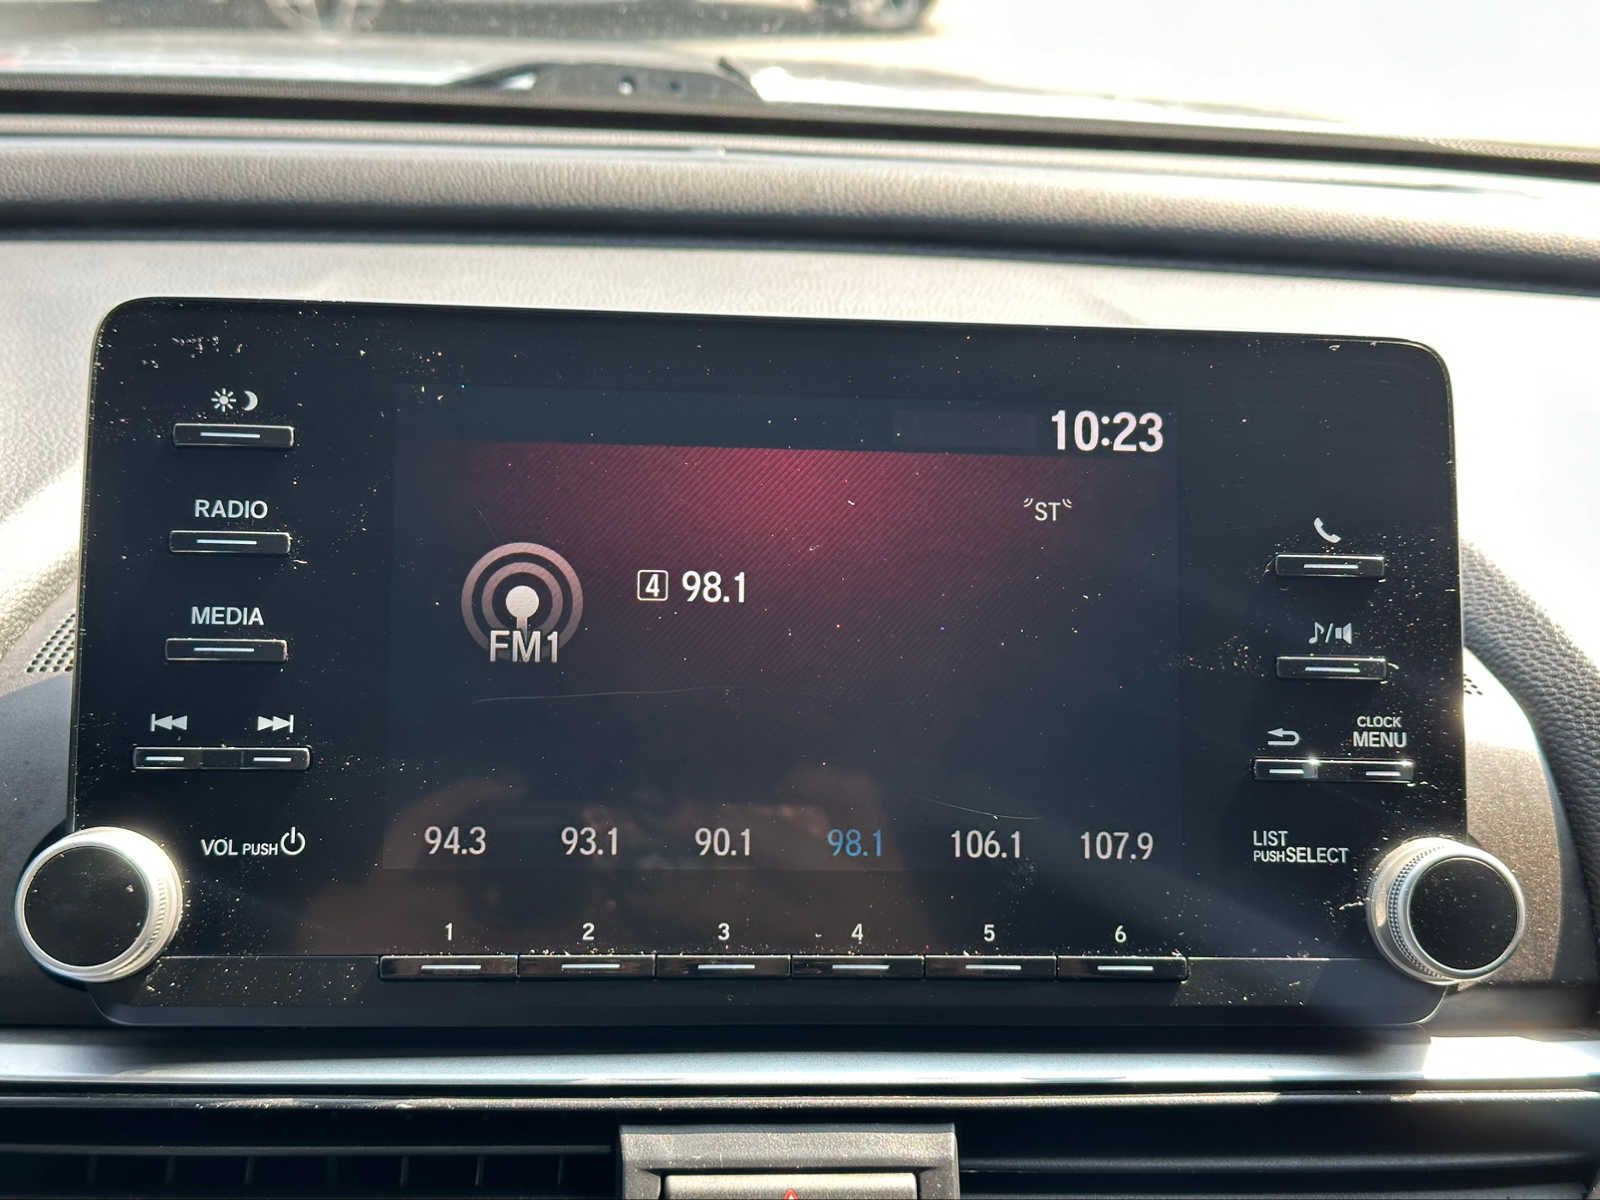 10:23
RADIO
"ST"
4 98.1
FM1
MEDIA
CLOCK
MENU
VOL PUSH
94.3 93.1 90.1 98.1 106.1 107.9
LIST
PUSH SELECT
1 2 3 4 5 6